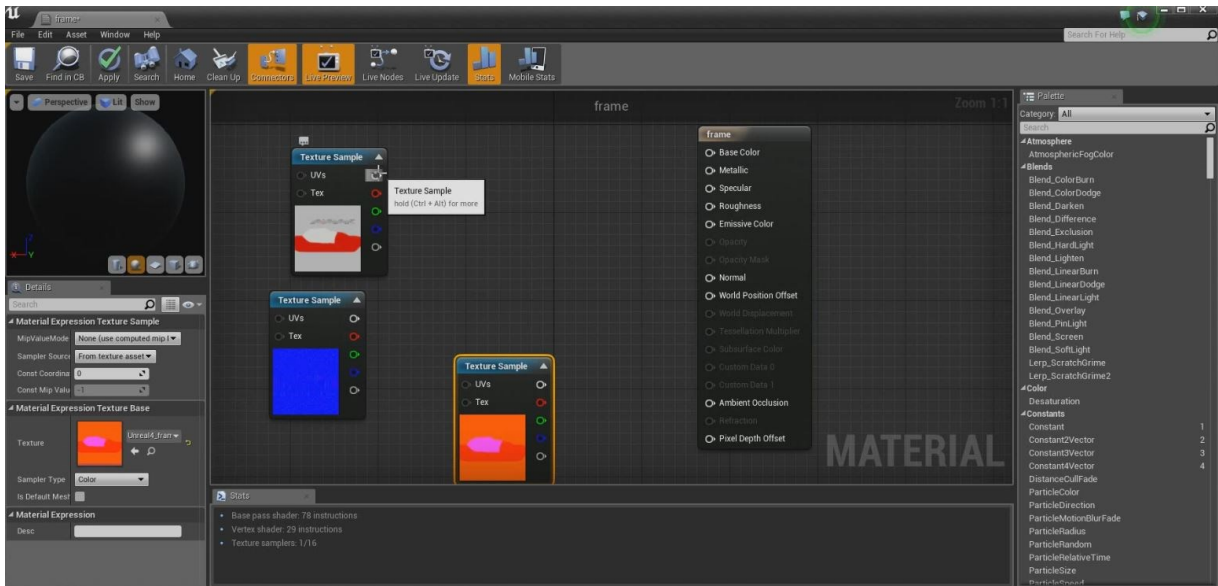 frame*
File Edit Asset Window Help
Search For Help
Save Find in CB Apply Search Home Clean Up Connectors Live Preview Live Nodes Live Update Stats Mobile Stats
Perspective Lit Show
frame
Zoom 1:1
Texture Sample
UVs
Tex
Texture Sample
hold (Ctrl + Alt) for more
Texture Sample
UVs
Tex
Texture Sample
UVs
Tex
frame
Base Color
Metallic
Specular
Roughness
Emissive Color
Opacity
Opacity Mask
Normal
World Position Offset
World Displacement
Tessellation Multiplier
Subsurface Color
Custom Data 0
Custom Data 1
Ambient Occlusion
Refraction
Pixel Depth Offset
MATERIAL
Z
Y
Details
Search
Material Expression Texture Sample
MipValueMode None (use computed mip l
Sampler Source From texture asset
Const Coordina 0
Const Mip Valu -1
Material Expression Texture Base
Texture Unreal4_fram
Sampler Type Color
Is Default Mesh
Material Expression
Desc
Stats
Base pass shader: 78 instructions
Vertex shader: 29 instructions
Texture samplers: 1/16
Palette
Category: All
Search
Atmosphere
AtmosphericFogColor
Blends
Blend_ColorBurn
Blend_ColorDodge
Blend_Darken
Blend_Difference
Blend_Exclusion
Blend_HardLight
Blend_Lighten
Blend_LinearBurn
Blend_LinearDodge
Blend_LinearLight
Blend_Overlay
Blend_PinLight
Blend_Screen
Blend_SoftLight
Lerp_ScratchGrime
Lerp_ScratchGrime2
Color
Desaturation
Constants
Constant 1
Constant2Vector 2
Constant3Vector 3
Constant4Vector 4
DistanceCullFade
ParticleColor
ParticleDirection
ParticleMotionBlurFade
ParticleRadius
ParticleRandom
ParticleRelativeTime
ParticleSize
ParticleSpeed